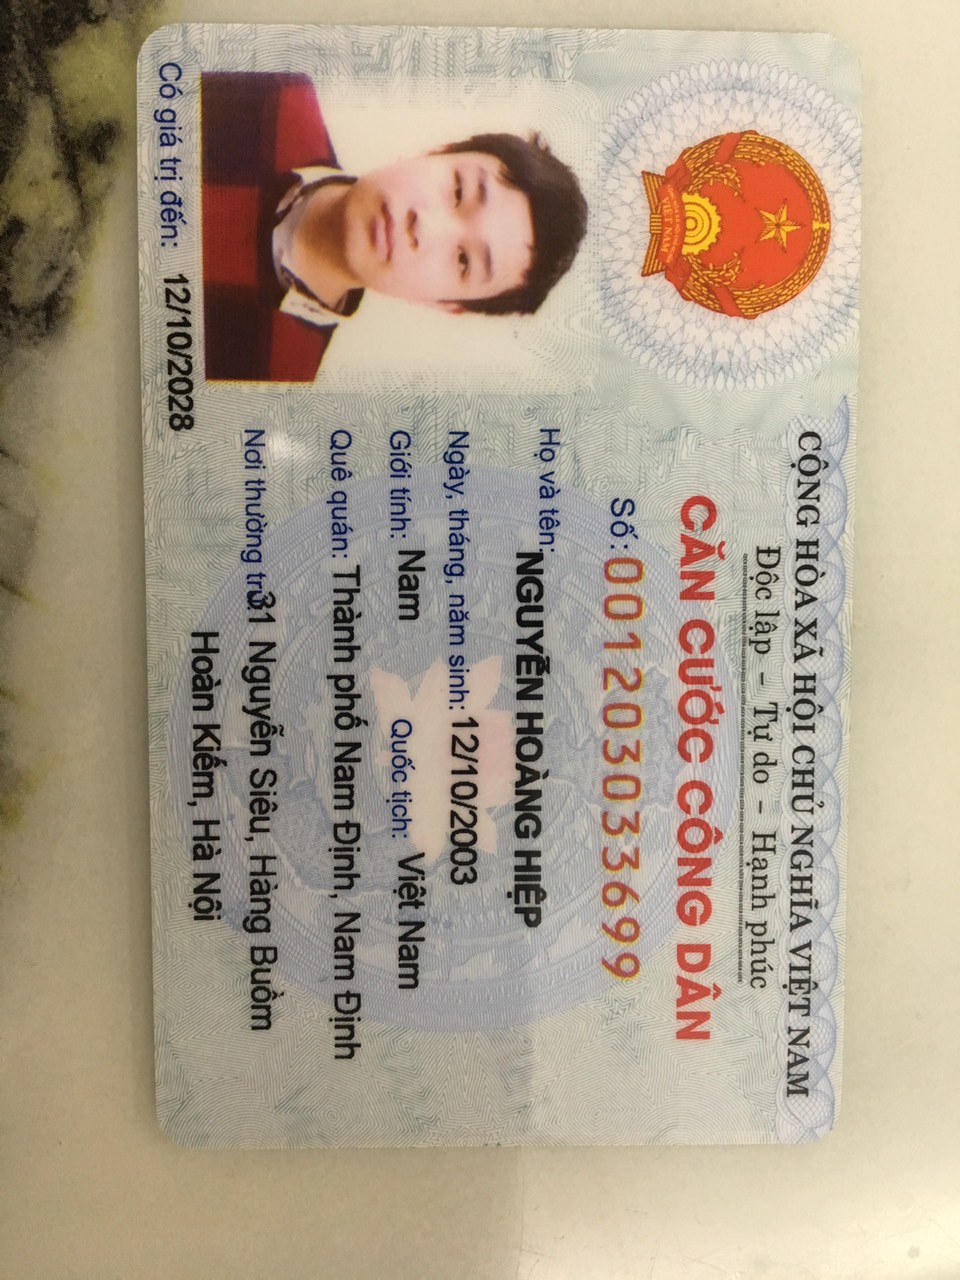 CỘNG HÒA XÃ HỘI CHỦ NGHĨA VIỆT NAM
Độc lập – Tự do – Hạnh phúc
CĂN CƯỚC CÔNG DÂN
Số: 001203033699
Họ và tên: NGUYỄN HOÀNG HIỆP
Ngày, tháng, năm sinh: 12/10/2003
Giới tính: Nam Quốc tịch: Việt Nam
Quê quán: Thành phố Nam Định, Nam Định
Nơi thường trú: 31 Nguyễn Siêu, Hàng Buồm
Hoàn Kiếm, Hà Nội
Có giá trị đến: 12/10/2028
VIỆT NAM